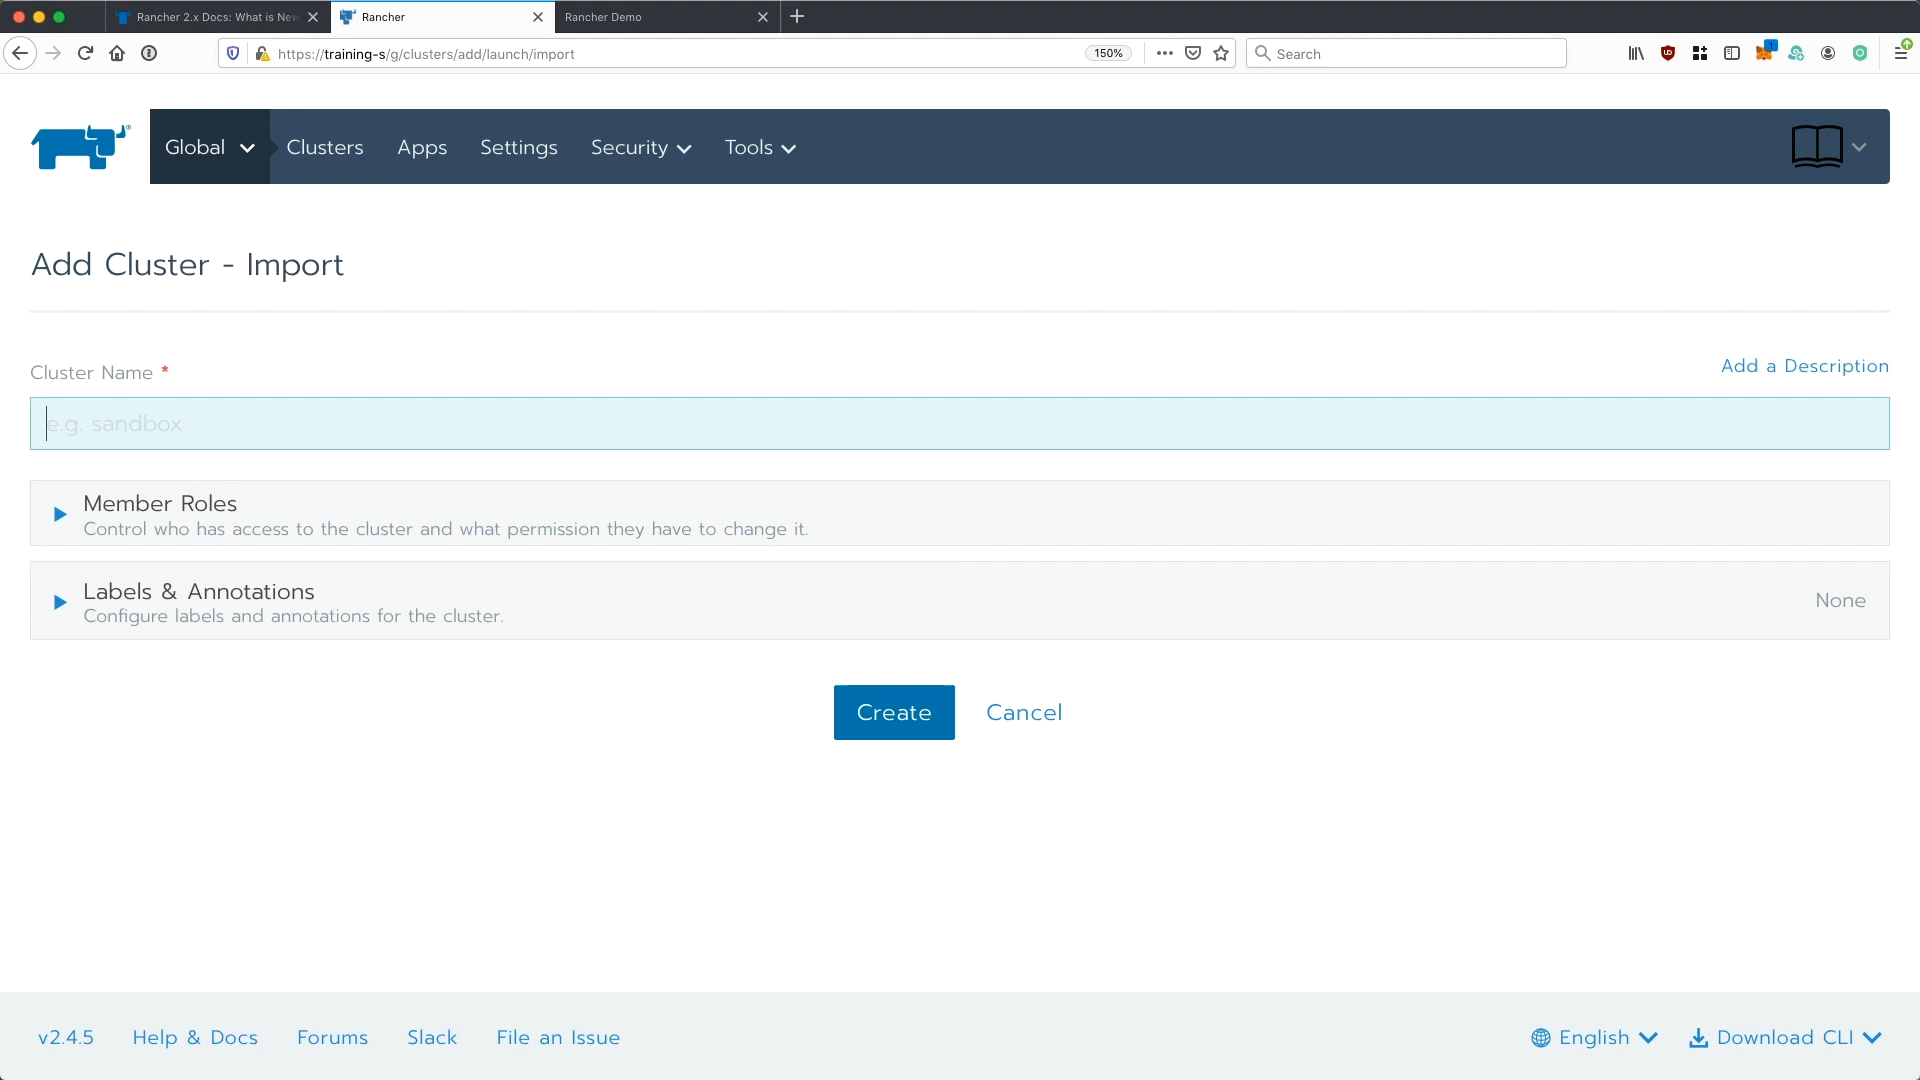 Rancher 2.x Docs: What is New
Rancher
Rancher Demo
https://training-s/g/clusters/add/launch/import
150%
Search
1
Global
Clusters
Apps
Settings
Security
Tools
Add Cluster - Import
Cluster Name *
Add a Description
e.g. sandbox
Member Roles
Control who has access to the cluster and what permission they have to change it.
Labels & Annotations
Configure labels and annotations for the cluster.
None
Create
Cancel
v2.4.5
Help & Docs
Forums
Slack
File an Issue
English
Download CLI